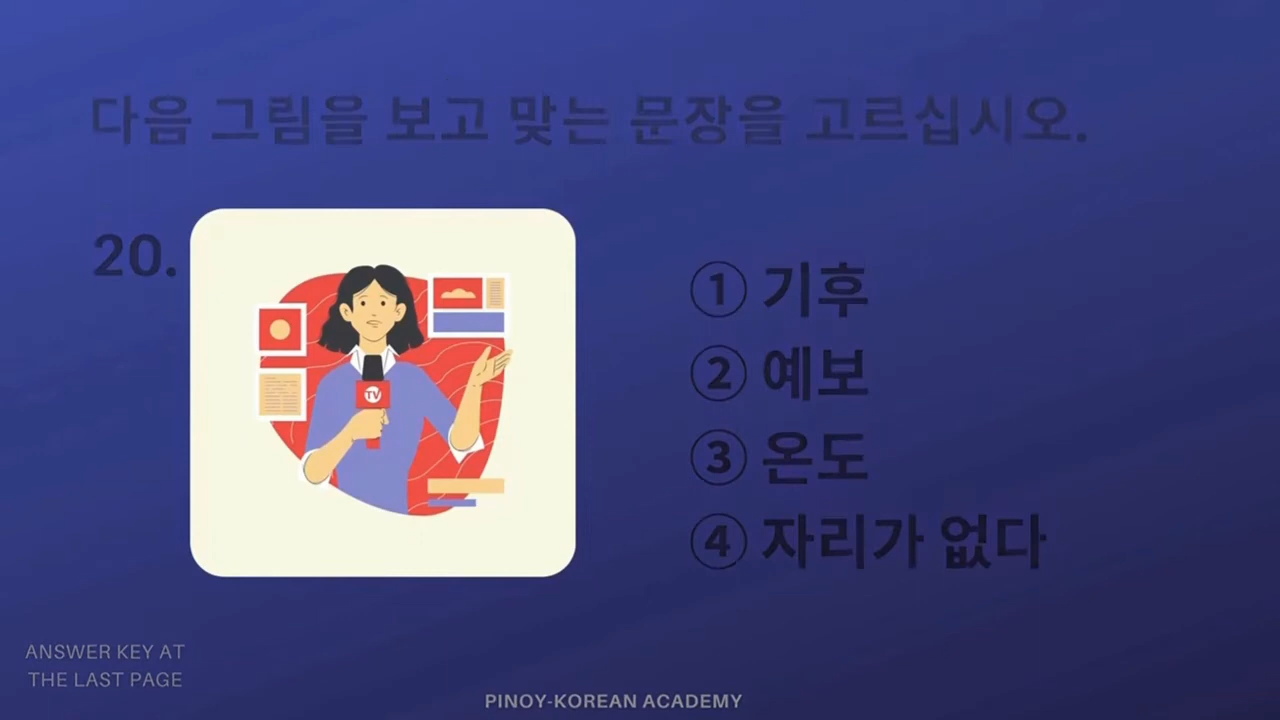 다음 그림을 보고 맞는 문장을 고르십시오.
20.
TV
① 기후
② 예보
③ 온도
④ 자리가 없다
ANSWER KEY AT
THE LAST PAGE
PINOY-KOREAN ACADEMY